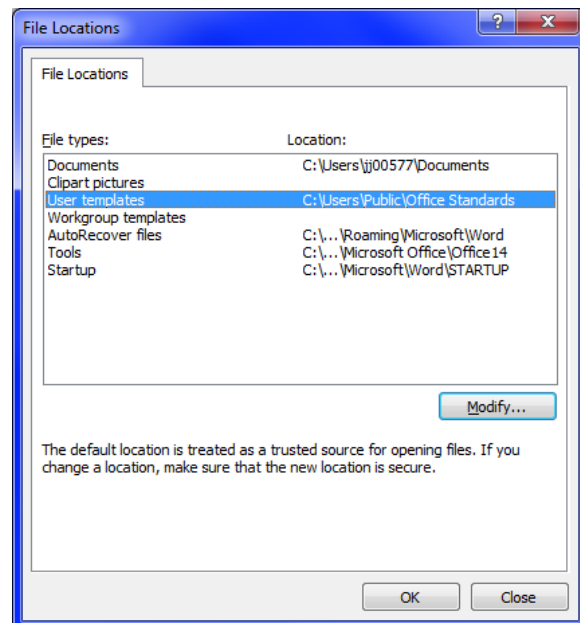 File Locations
File Locations
File types: Location:
Documents C:\Users\jj00577\Documents
Clipart pictures
User templates C:\Users\Public\Office Standards
Workgroup templates
AutoRecover files C:\...\Roaming\Microsoft\Word
Tools C:\...\Microsoft Office\Office14
Startup C:\...\Microsoft\Word\STARTUP
Modify...
The default location is treated as a trusted source for opening files. If you
change a location, make sure that the new location is secure.
OK Close